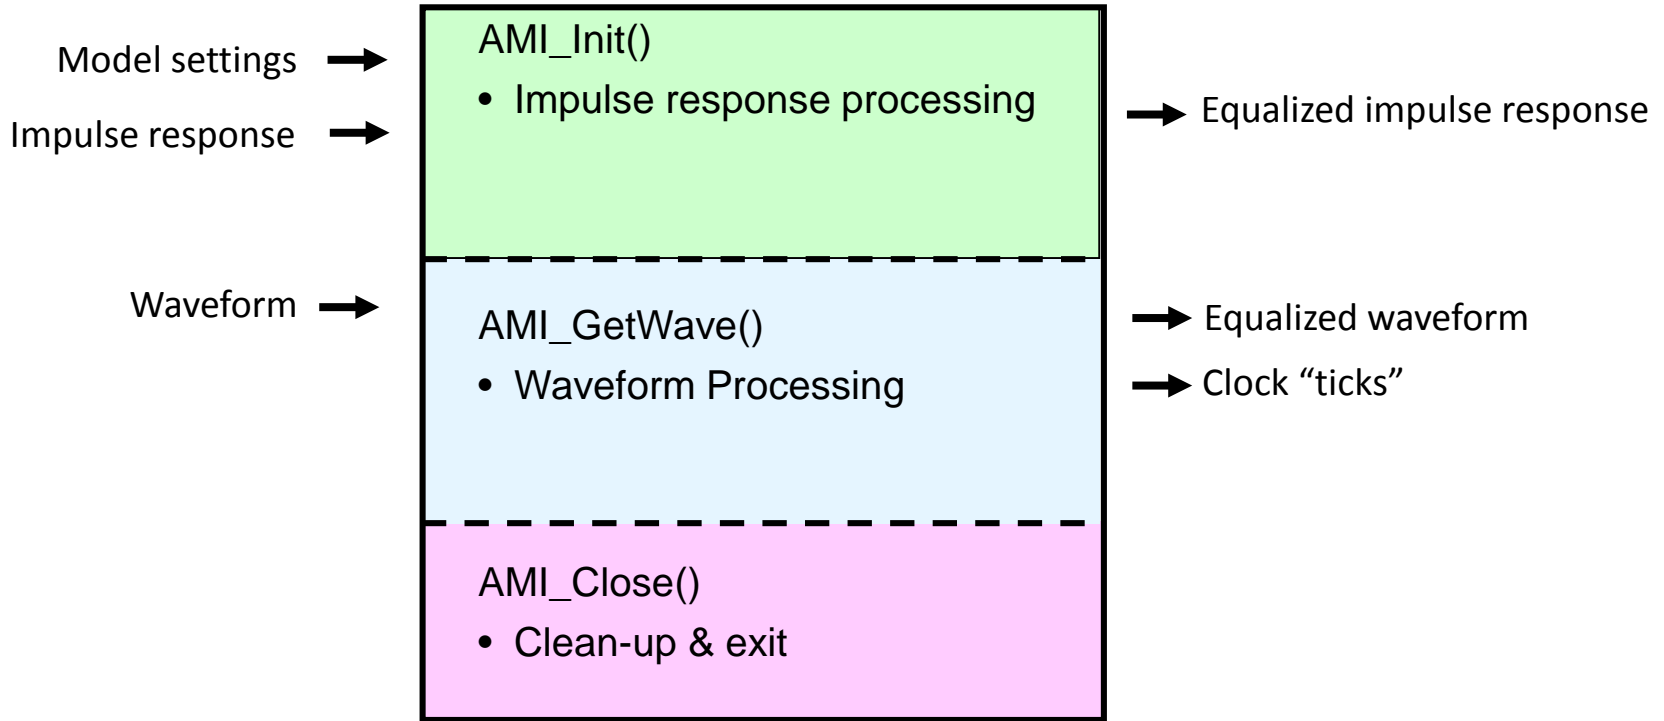 AMI_Init()
Model settings
• Impulse response processing
Impulse response
Equalized impulse response
Waveform
AMI_GetWave()
Equalized waveform
• Waveform Processing
Clock “ticks”
AMI_Close()
• Clean-up & exit